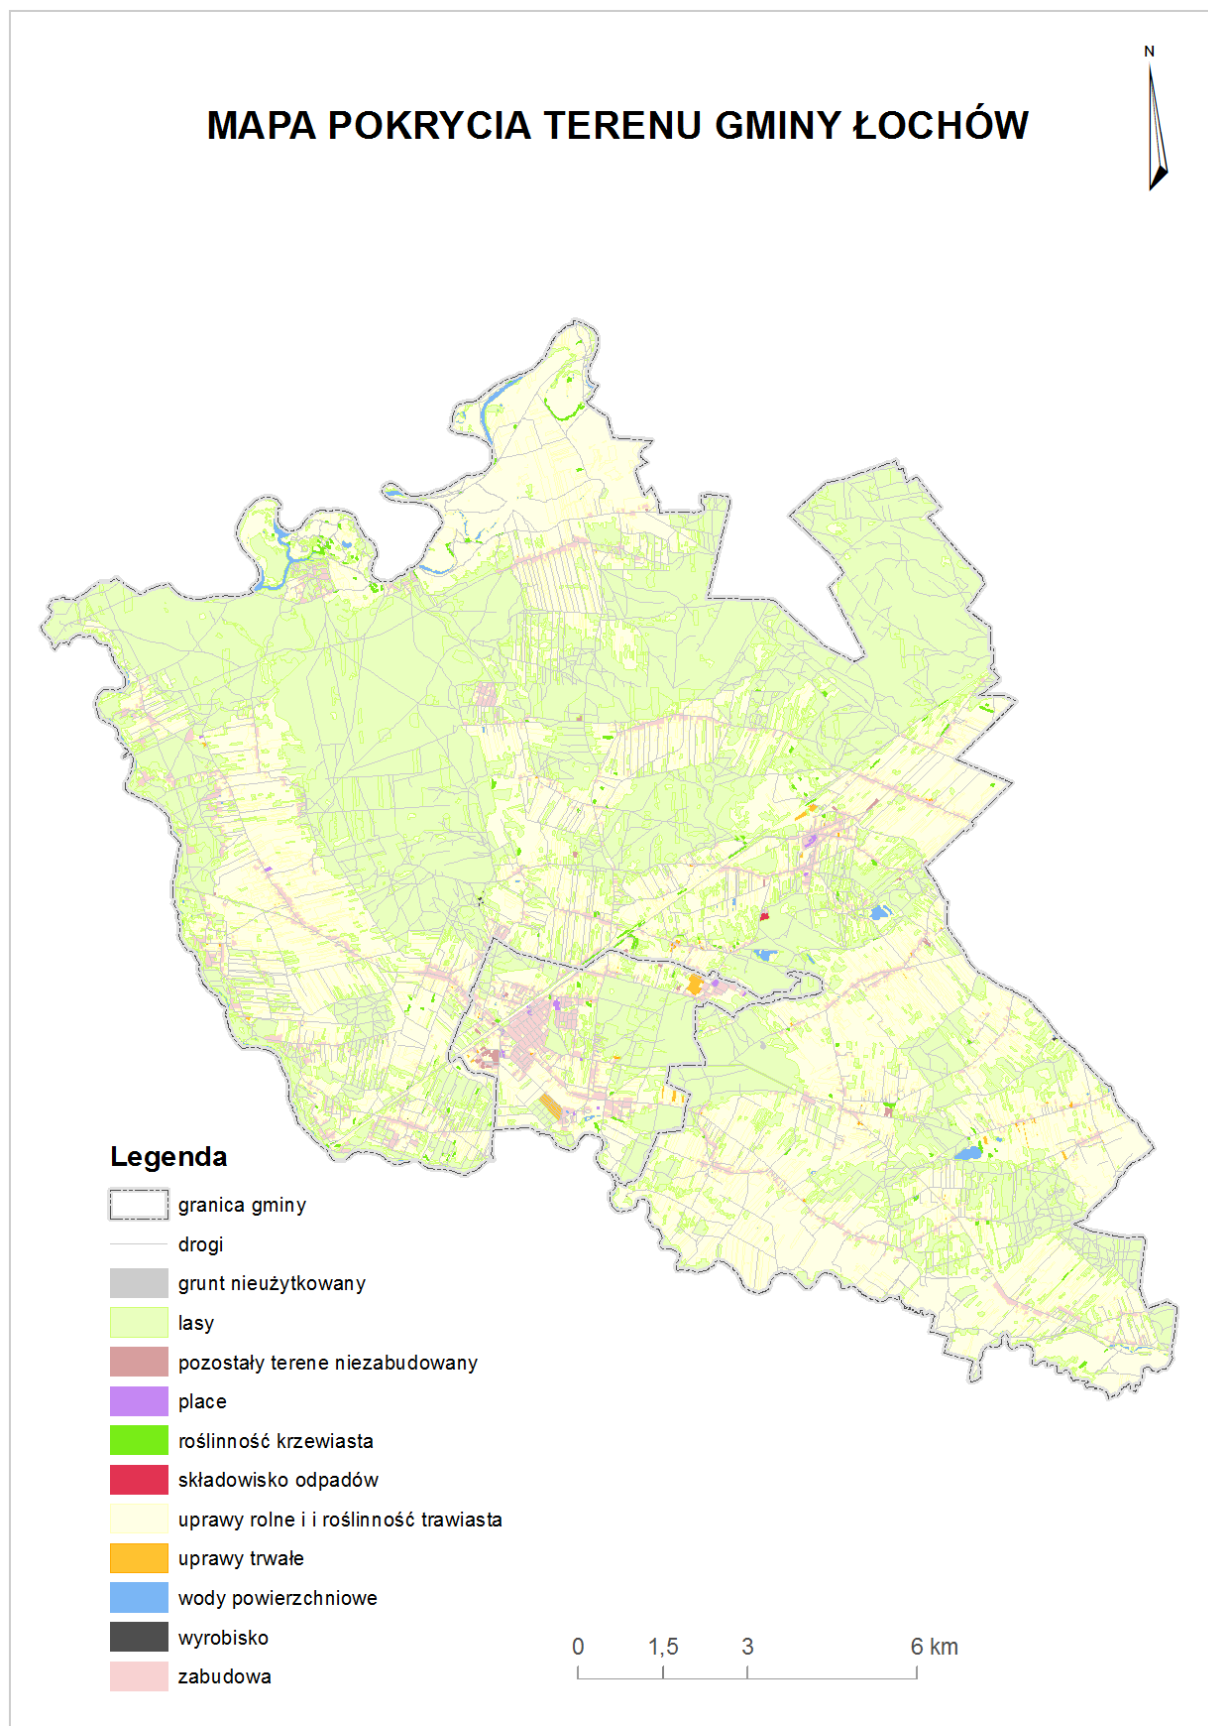 N
MAPA POKRYCIA TERENU GMINY ŁOCHÓW
Legenda
granica gminy
drogi
grunt nieużytkowany
lasy
pozostały terene niezabudowany
place
roślinność krzewiasta
składowisko odpadów
uprawy rolne i i roślinność trawiasta
uprawy trwałe
wody powierzchniowe
wyrobisko
zabudowa
0 1,5 3 6 km